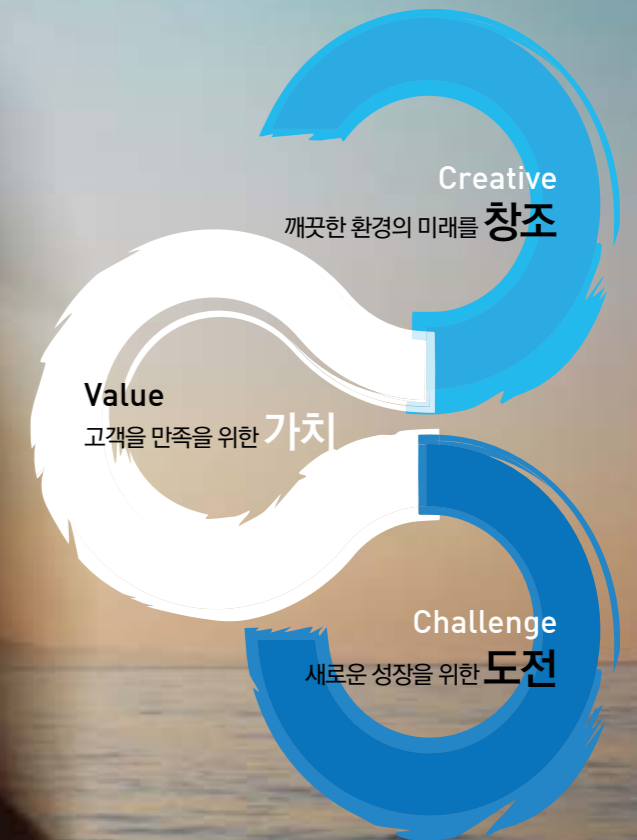 Creative
깨끗한 환경의 미래를 창조
Value
고객을 만족을 위한 가치
Challenge
새로운 성장을 위한 도전